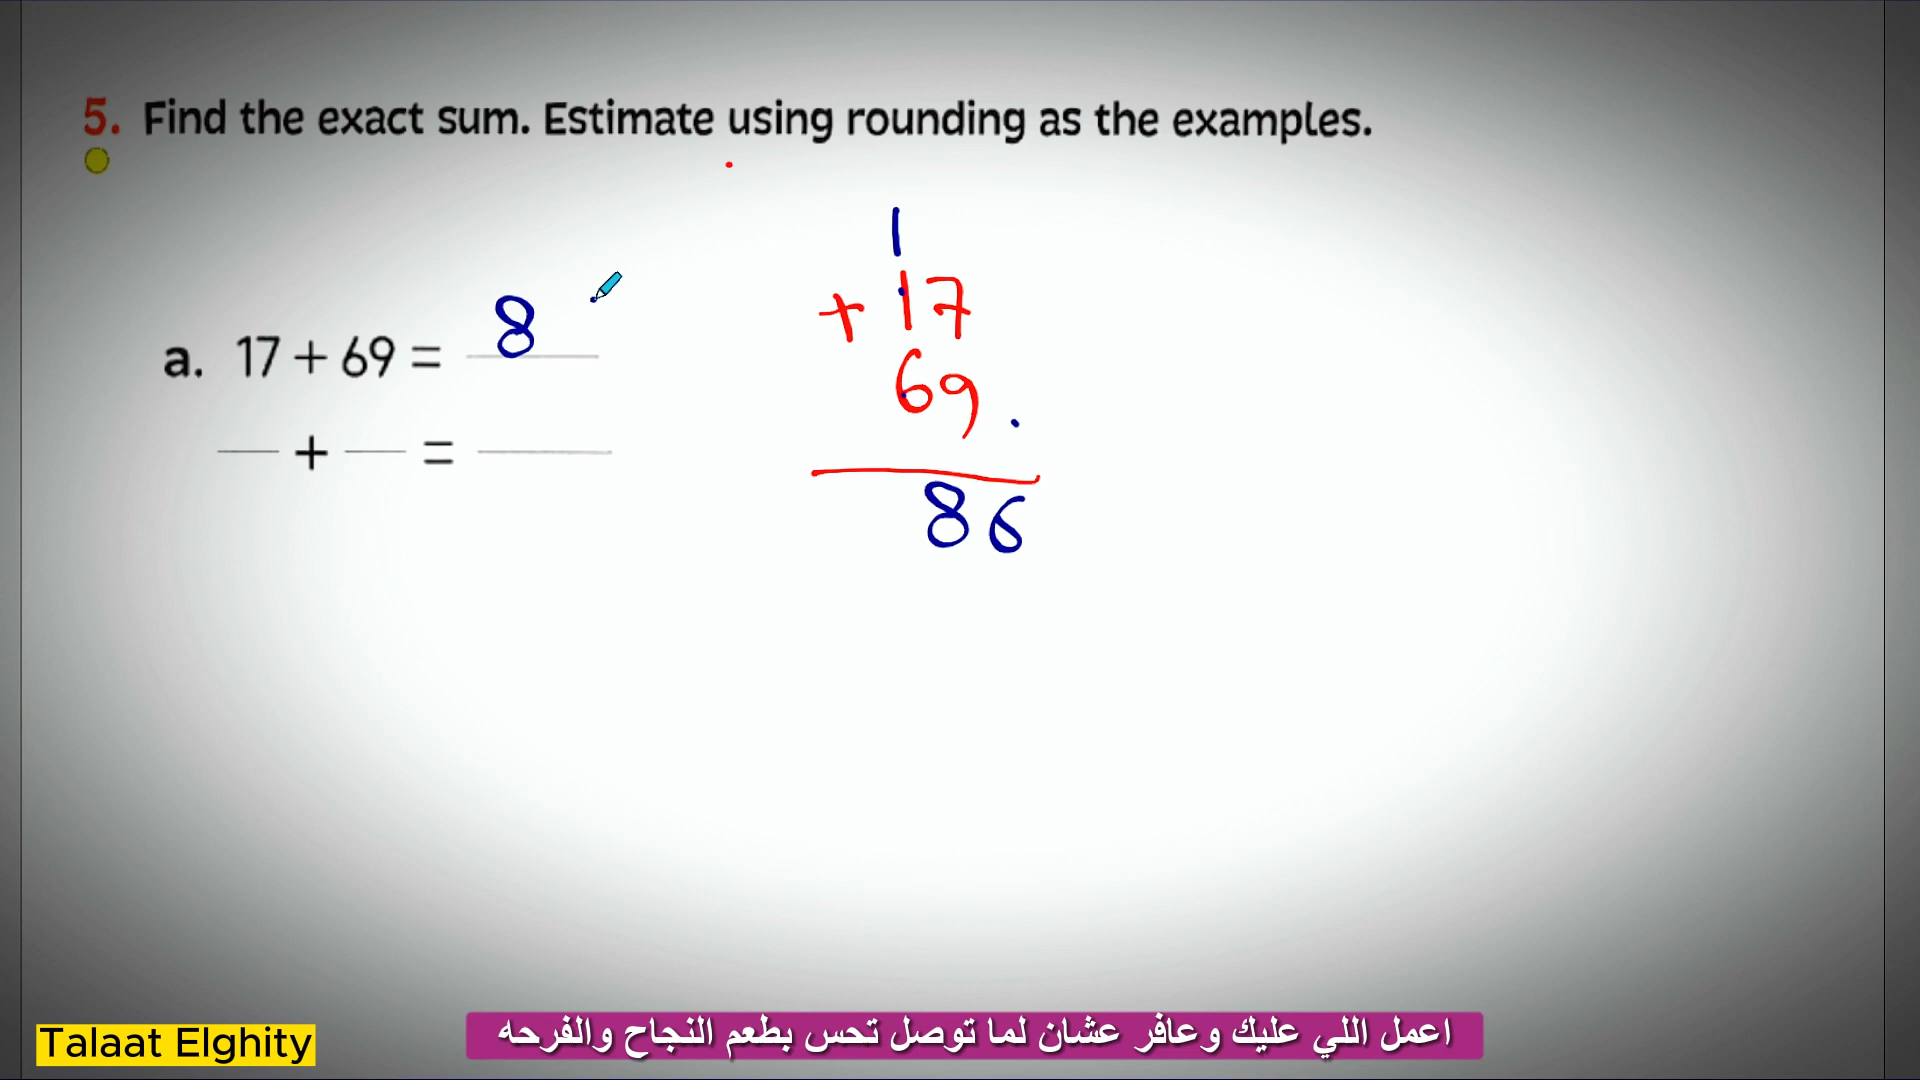 5. Find the exact sum. Estimate using rounding as the examples.
1
+ 17
a. 17 + 69 = 8
69
+ =
86
Talaat Elghity
اعمل اللي عليك وعافر عشان لما توصل تحس بطعم النجاح والفرحه